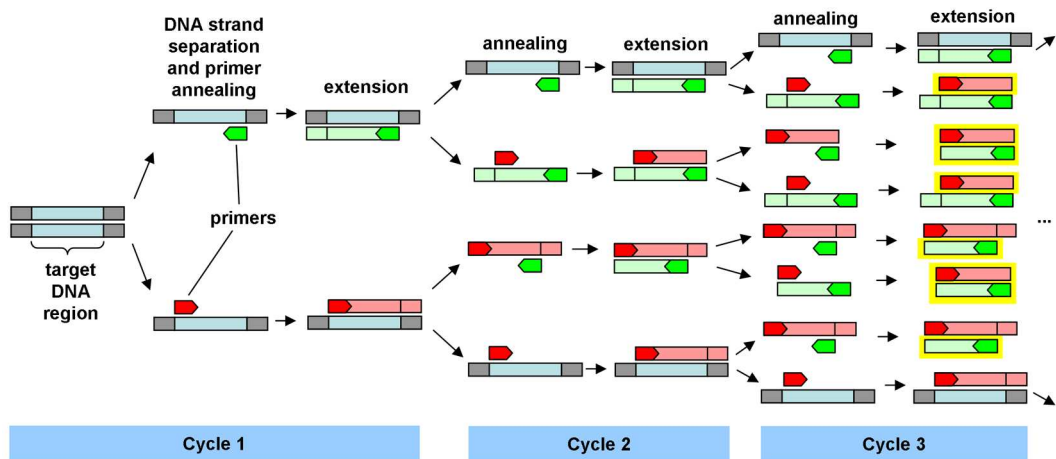 DNA strand
separation
and primer
annealing
extension
annealing
extension
annealing
extension
primers
target
DNA
region
...
Cycle 1
Cycle 2
Cycle 3